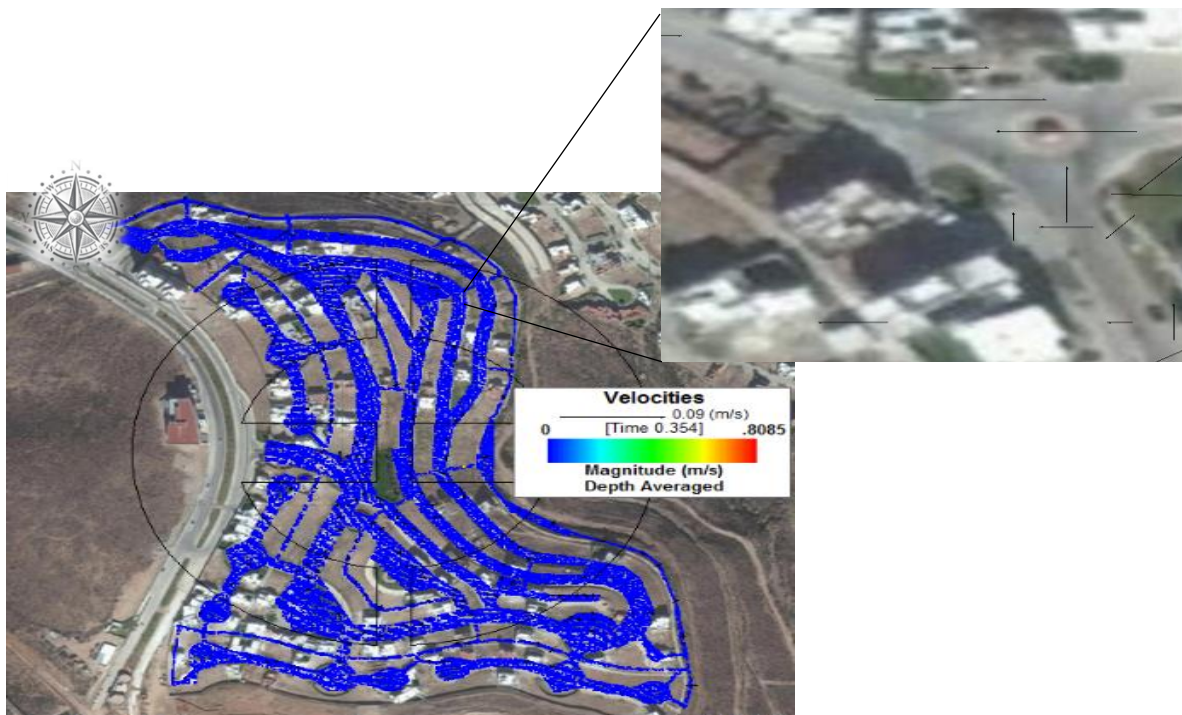 N
Velocities
0.09 (m/s)
[Time 0.354]
0 .8085
Magnitude (m/s)
Depth Averaged